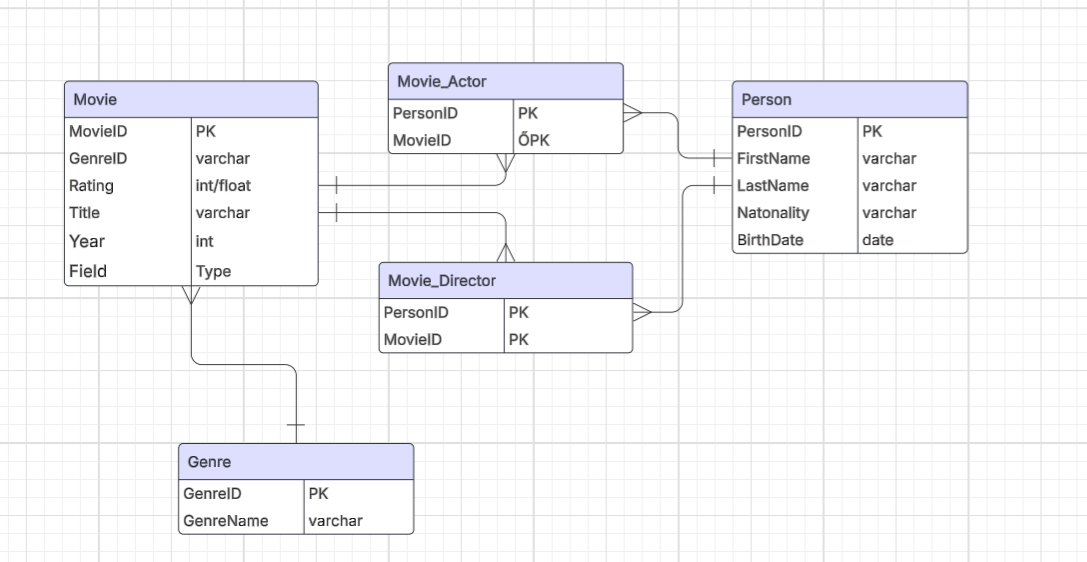 Movie
MovieID PK
GenreID varchar
Rating int/float
Title varchar
Year int
Field Type
Movie_Actor
PersonID PK
MovieID ŐPK
Person
PersonID PK
FirstName varchar
LastName varchar
Natonality varchar
BirthDate date
Movie_Director
PersonID PK
MovieID PK
Genre
GenreID PK
GenreName varchar